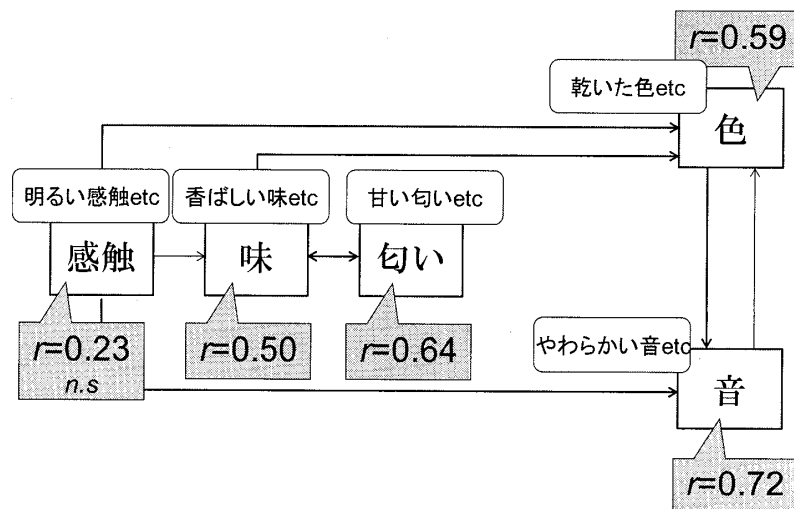 r=0.59
乾いた色etc
色
明るい感触etc
香ばしい味etc
甘い匂いetc
感触
味
匂い
r=0.23
n.s
r=0.50
r=0.64
やわらかい音etc
音
r=0.72